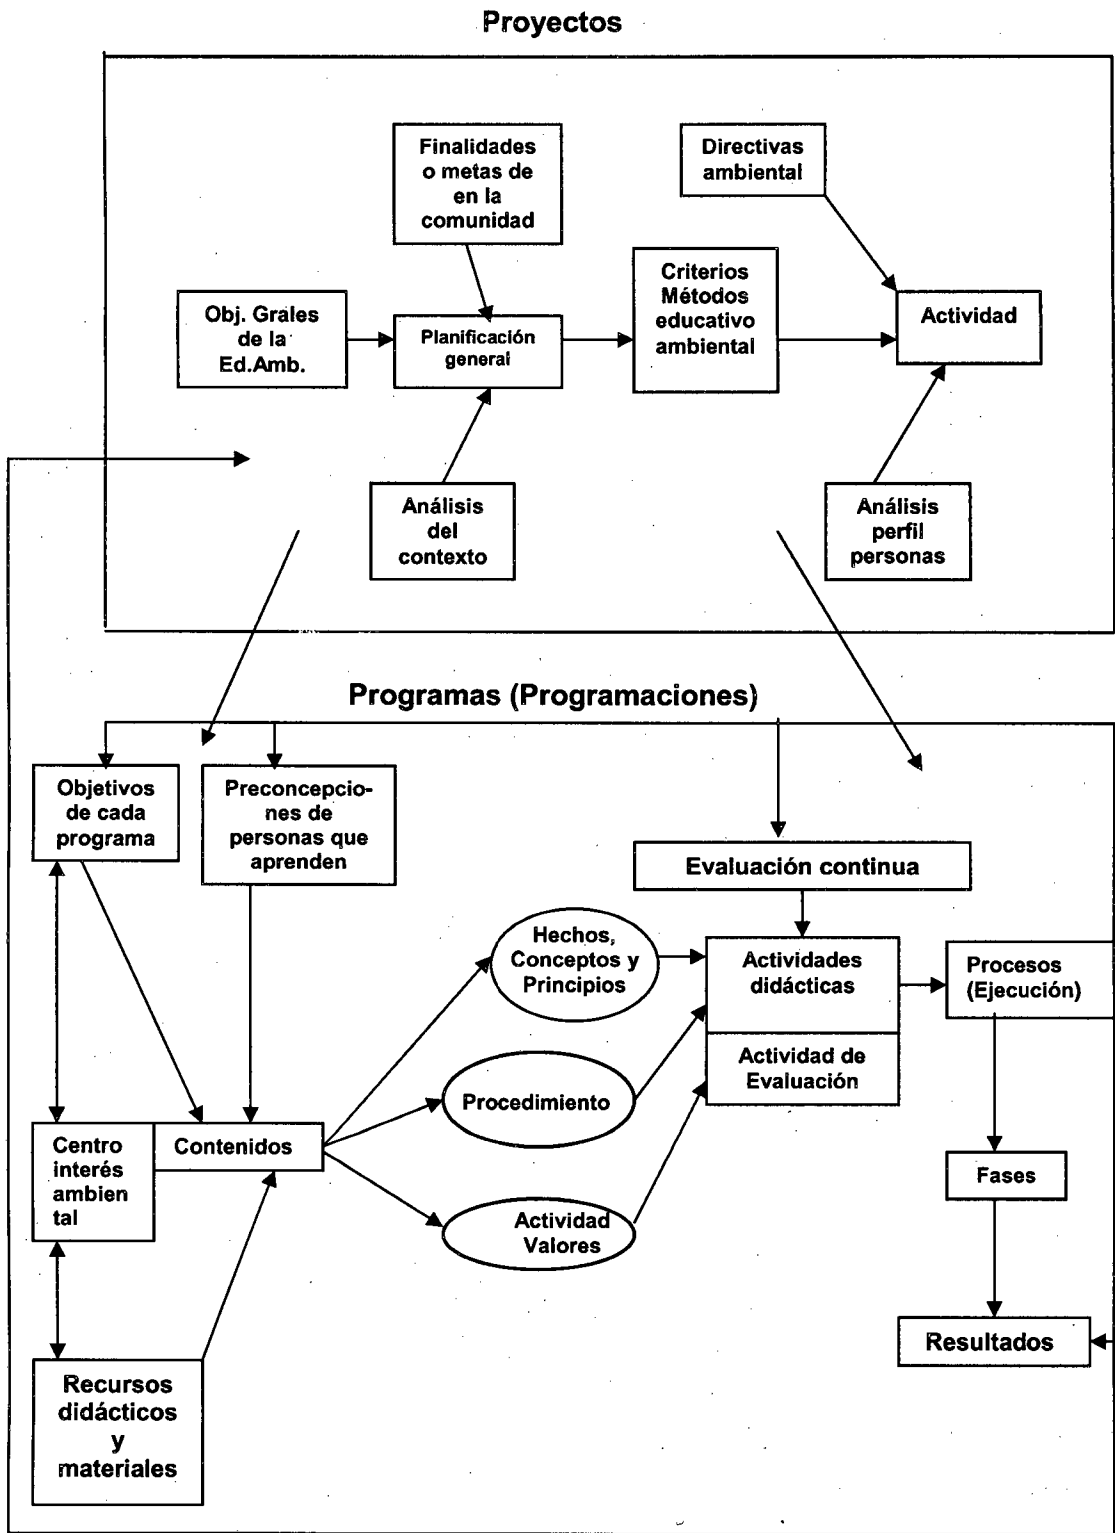 Proyectos
Finalidades
o metas de
en la
comunidad
Directivas
ambiental
Obj. Grales
de la
Ed.Amb.
Planificación
general
Criterios
Métodos
educativo
ambiental
Actividad
Análisis
del
contexto
Análisis
perfil
personas
Programas (Programaciones)
Objetivos
de cada
programa
Preconcepcio-
nes de
personas que
aprenden
Evaluación continua
Hechos,
Conceptos y
Principios
Actividades
didácticas
Procesos
(Ejecución)
Actividad de
Evaluación
Procedimiento
Centro
interés
ambien
tal
Contenidos
Fases
Actividad
Valores
Resultados
Recursos
didácticos
y
materiales